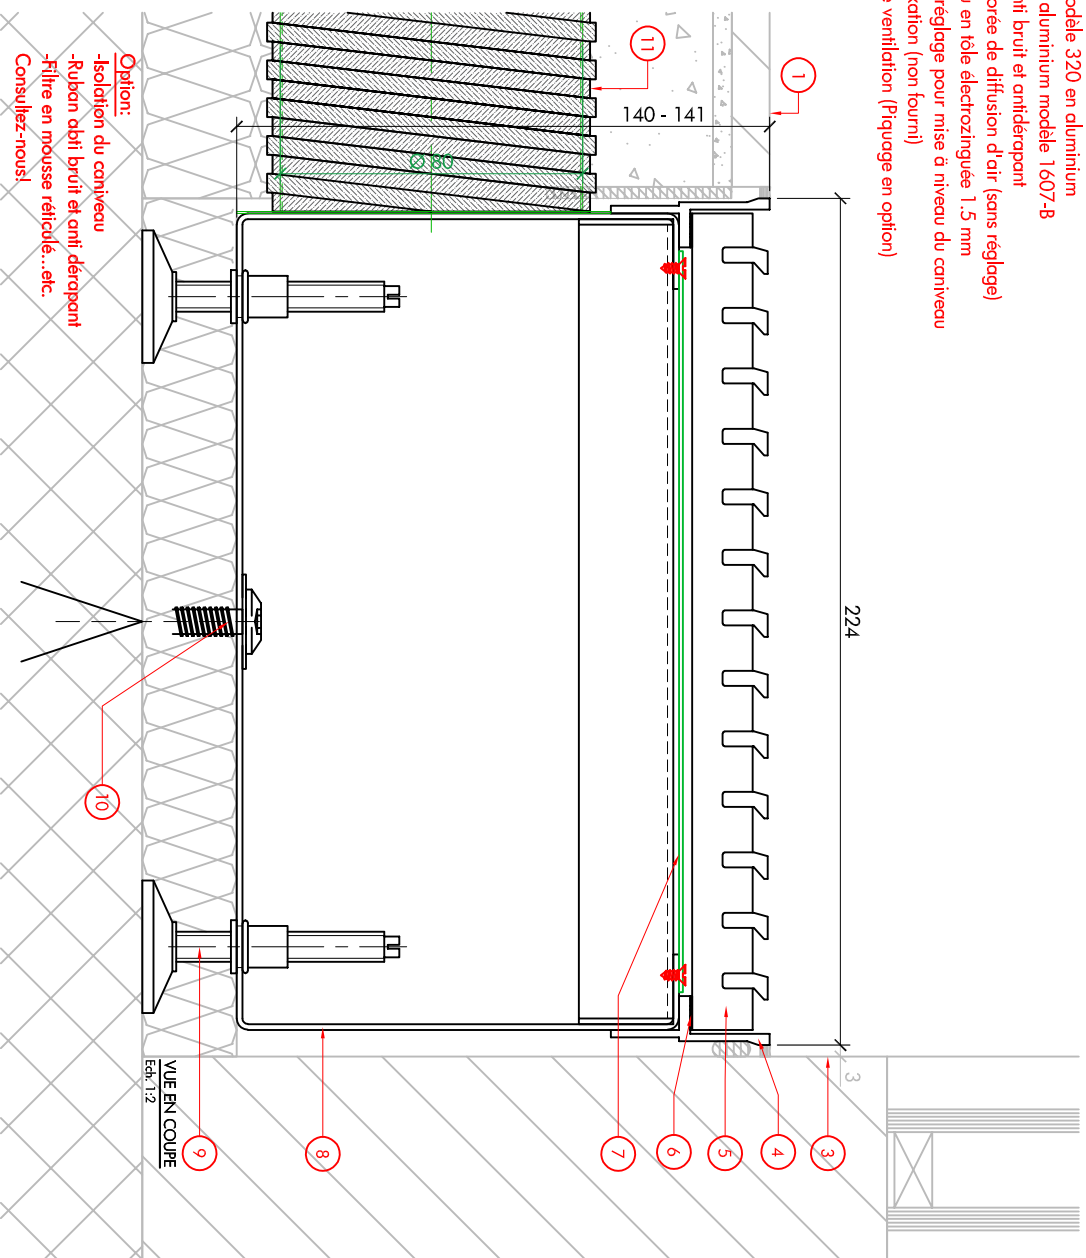 odèle 320 en aluminium
aluminium modèle 1607-B
nti bruit et antidérapant
orée de diffusion d'air (sans réglage)
u en tôle électrozinguée 1.5 mm
réglage pour mise à niveau du caniveau
xation (non fourni)
e ventilation (Piquage en option)
1
11
140 - 141
Ø 80
224
3
3
4
5
6
7
8
9
10
VUE EN COUPE
Ech. 1:2
Option:
-Isolation du caniveau
-Ruban abti bruit et anti dérapant
-Filtre en mousse réticulé...etc.
Consultez-nous!